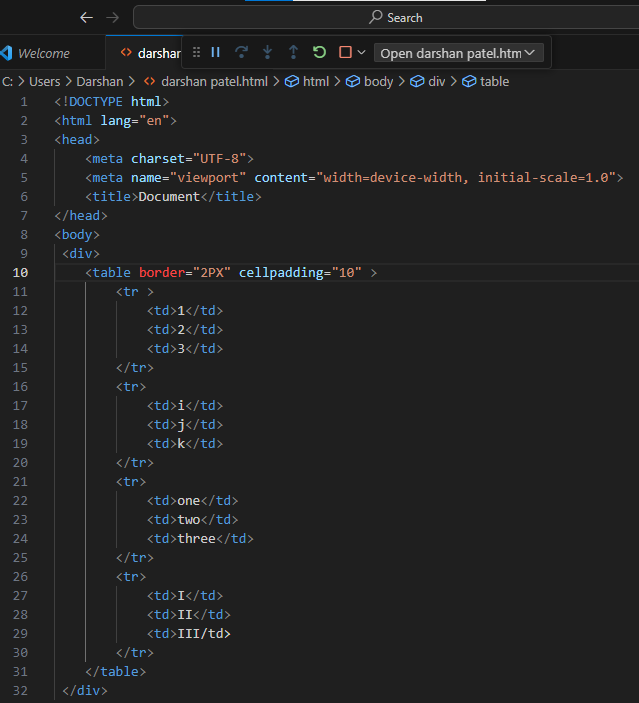 Search
Welcome
darshan
Open darshan patel.htm
C: > Users > Darshan > <> darshan patel.html > html > body > div > table
1 <!DOCTYPE html>
2 <html lang="en">
3 <head>
4     <meta charset="UTF-8">
5     <meta name="viewport" content="width=device-width, initial-scale=1.0">
6     <title>Document</title>
7 </head>
8 <body>
9  <div>
10     <table border="2PX" cellpadding="10" >
11         <tr >
12             <td>1</td>
13             <td>2</td>
14             <td>3</td>
15         </tr>
16         <tr>
17             <td>i</td>
18             <td>j</td>
19             <td>k</td>
20         </tr>
21         <tr>
22             <td>one</td>
23             <td>two</td>
24             <td>three</td>
25         </tr>
26         <tr>
27             <td>I</td>
28             <td>II</td>
29             <td>III/td>
30         </tr>
31     </table>
32  </div>